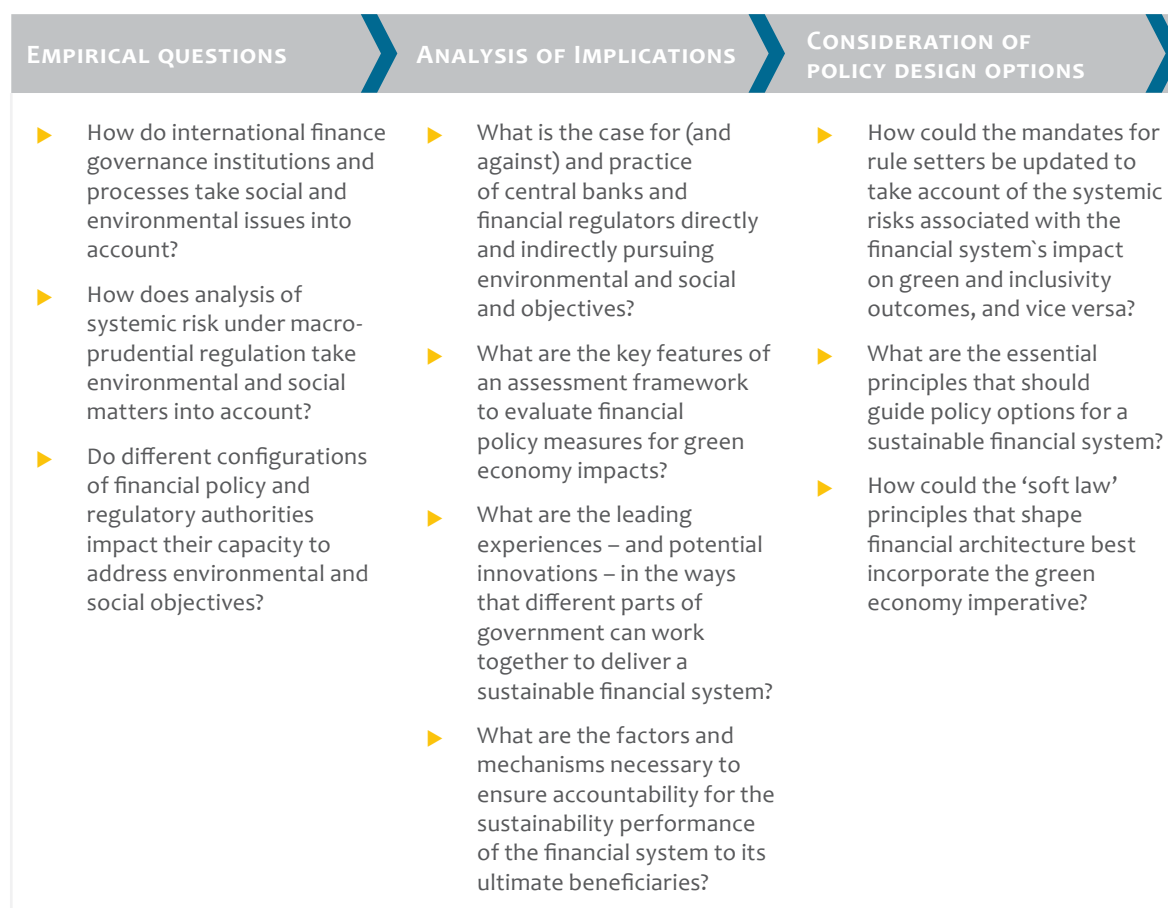 Empirical questions
How do international finance
governance institutions and
processes take social and
environmental issues into
account?
How does analysis of
systemic risk under macro-
prudential regulation take
environmental and social
matters into account?
Do different configurations
of financial policy and
regulatory authorities
impact their capacity to
address environmental and
social objectives?
Analysis of Implications
What is the case for (and
against) and practice
of central banks and
financial regulators directly
and indirectly pursuing
environmental and social
and objectives?
What are the key features of
an assessment framework
to evaluate financial
policy measures for green
economy impacts?
What are the leading
experiences – and potential
innovations – in the ways
that different parts of
government can work
together to deliver a
sustainable financial system?
What are the factors and
mechanisms necessary to
ensure accountability for the
sustainability performance
of the financial system to its
ultimate beneficiaries?
Consideration of
policy design options
How could the mandates for
rule setters be updated to
take account of the systemic
risks associated with the
financial system`s impact
on green and inclusivity
outcomes, and vice versa?
What are the essential
principles that should
guide policy options for a
sustainable financial system?
How could the ‘soft law’
principles that shape
financial architecture best
incorporate the green
economy imperative?